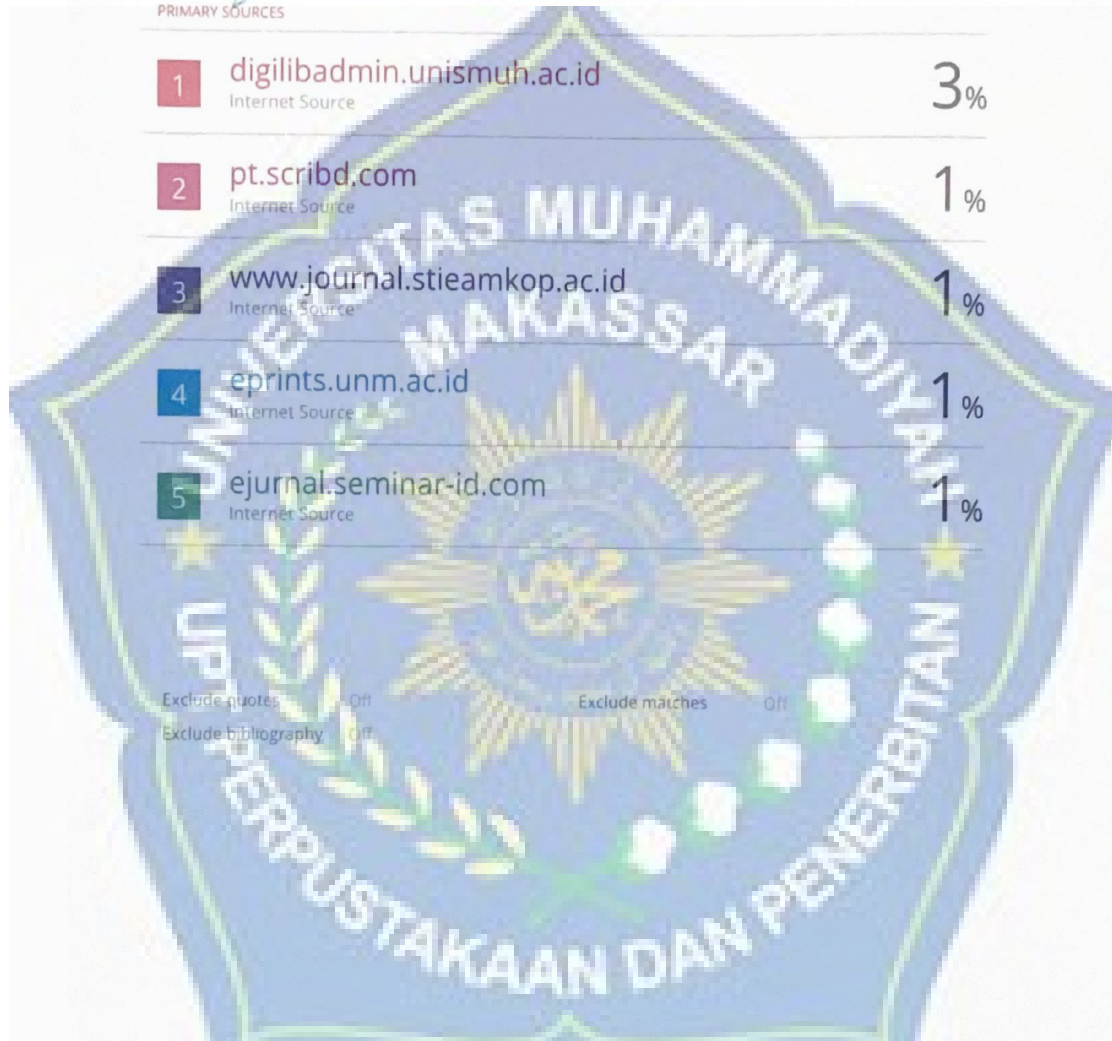 PRIMARY SOURCES
1 digilibadmin.unismuh.ac.id 3%
Internet Source
2 pt.scribd.com 1%
Internet Source
3 www.journal.stieamkop.ac.id 1%
Internet Source
4 eprints.unm.ac.id 1%
Internet Source
5 ejurnal.seminar-id.com 1%
Internet Source
Exclude quotes Off Exclude matches Off
Exclude bibliography Off
UNIVERSITAS MUHAMMADIYAH
MAKASSAR
UPT PERPUSTAKAAN DAN PENERBITAN